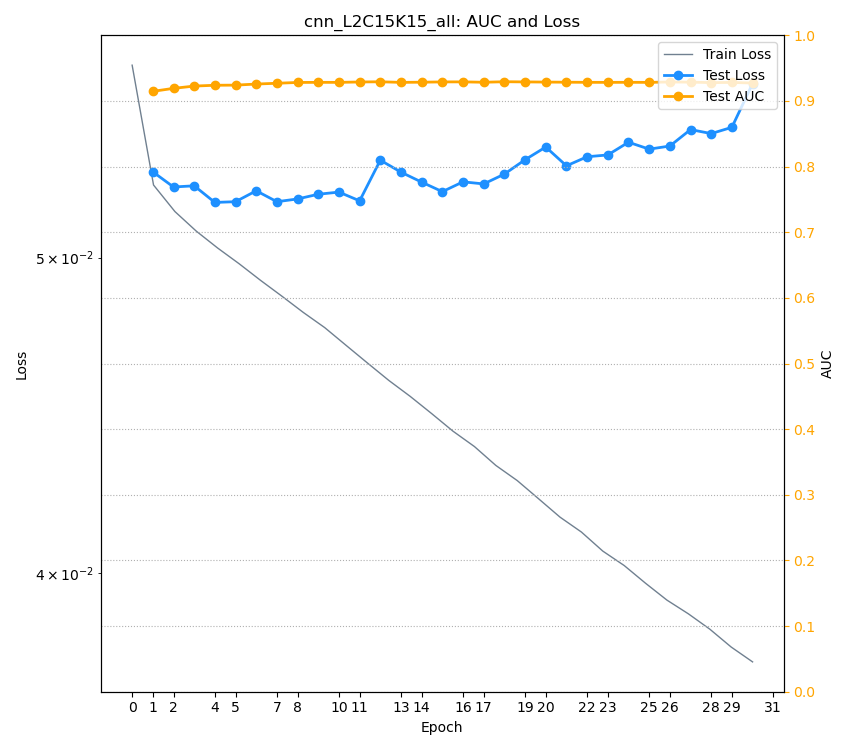 cnn_L2C15K15_all: AUC and Loss
Train Loss
Test Loss
Test AUC
Loss
5 × 10⁻²
4 × 10⁻²
1.0
0.9
0.8
0.7
0.6
0.5
0.4
0.3
0.2
0.1
0.0
AUC
0 1 2 4 5 7 8 10 11 13 14 16 17 19 20 22 23 25 26 28 29 31
Epoch